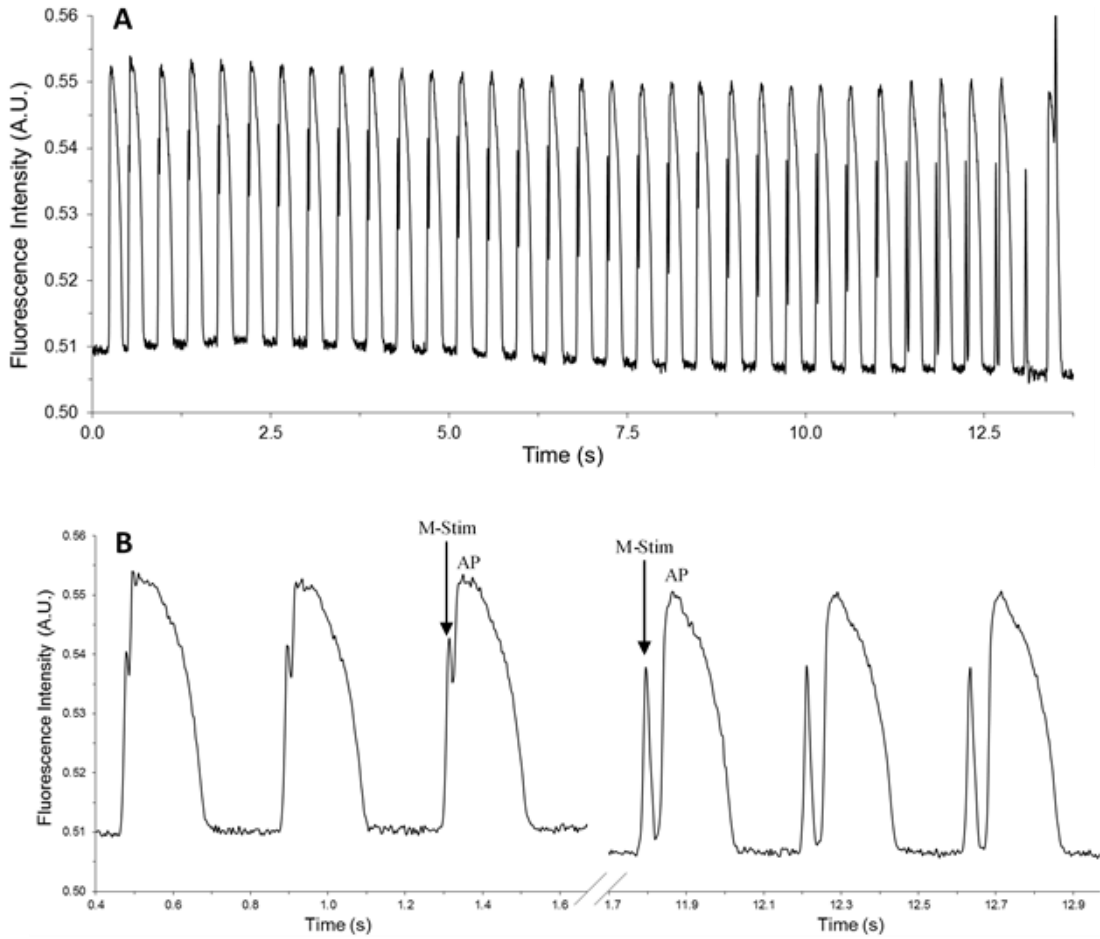 A
Fluorescence Intensity (A.U.)
0.56
0.55
0.54
0.53
0.52
0.51
0.50
0.0 2.5 5.0 7.5 10.0 12.5
Time (s)
B
Fluorescence Intensity (A.U.)
0.56
0.55
0.54
0.53
0.52
0.51
0.50
M-Stim
AP
M-Stim
AP
0.4 0.6 0.8 1.0 1.2 1.4 1.6 1.7 11.9 12.1 12.3 12.5 12.7 12.9
Time (s) Time (s)